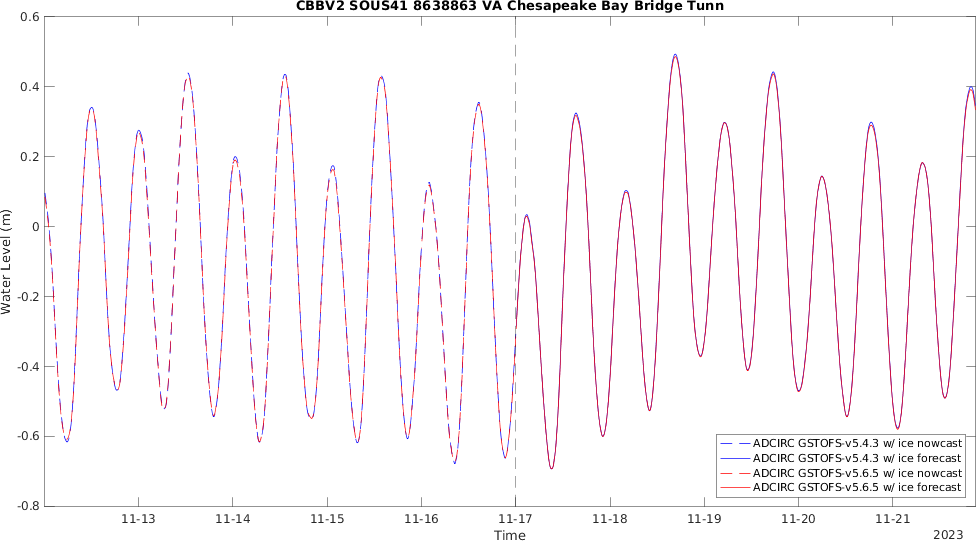 CBBV2 SOUS41 8638863 VA Chesapeake Bay Bridge Tunn
0.6
0.4
0.2
0
-0.2
-0.4
-0.6
-0.8
Water Level (m)
ADCIRC GSTOFS-v5.4.3 w/ ice nowcast
ADCIRC GSTOFS-v5.4.3 w/ ice forecast
ADCIRC GSTOFS-v5.6.5 w/ ice nowcast
ADCIRC GSTOFS-v5.6.5 w/ ice forecast
11-13 11-14 11-15 11-16 11-17 11-18 11-19 11-20 11-21
Time
2023